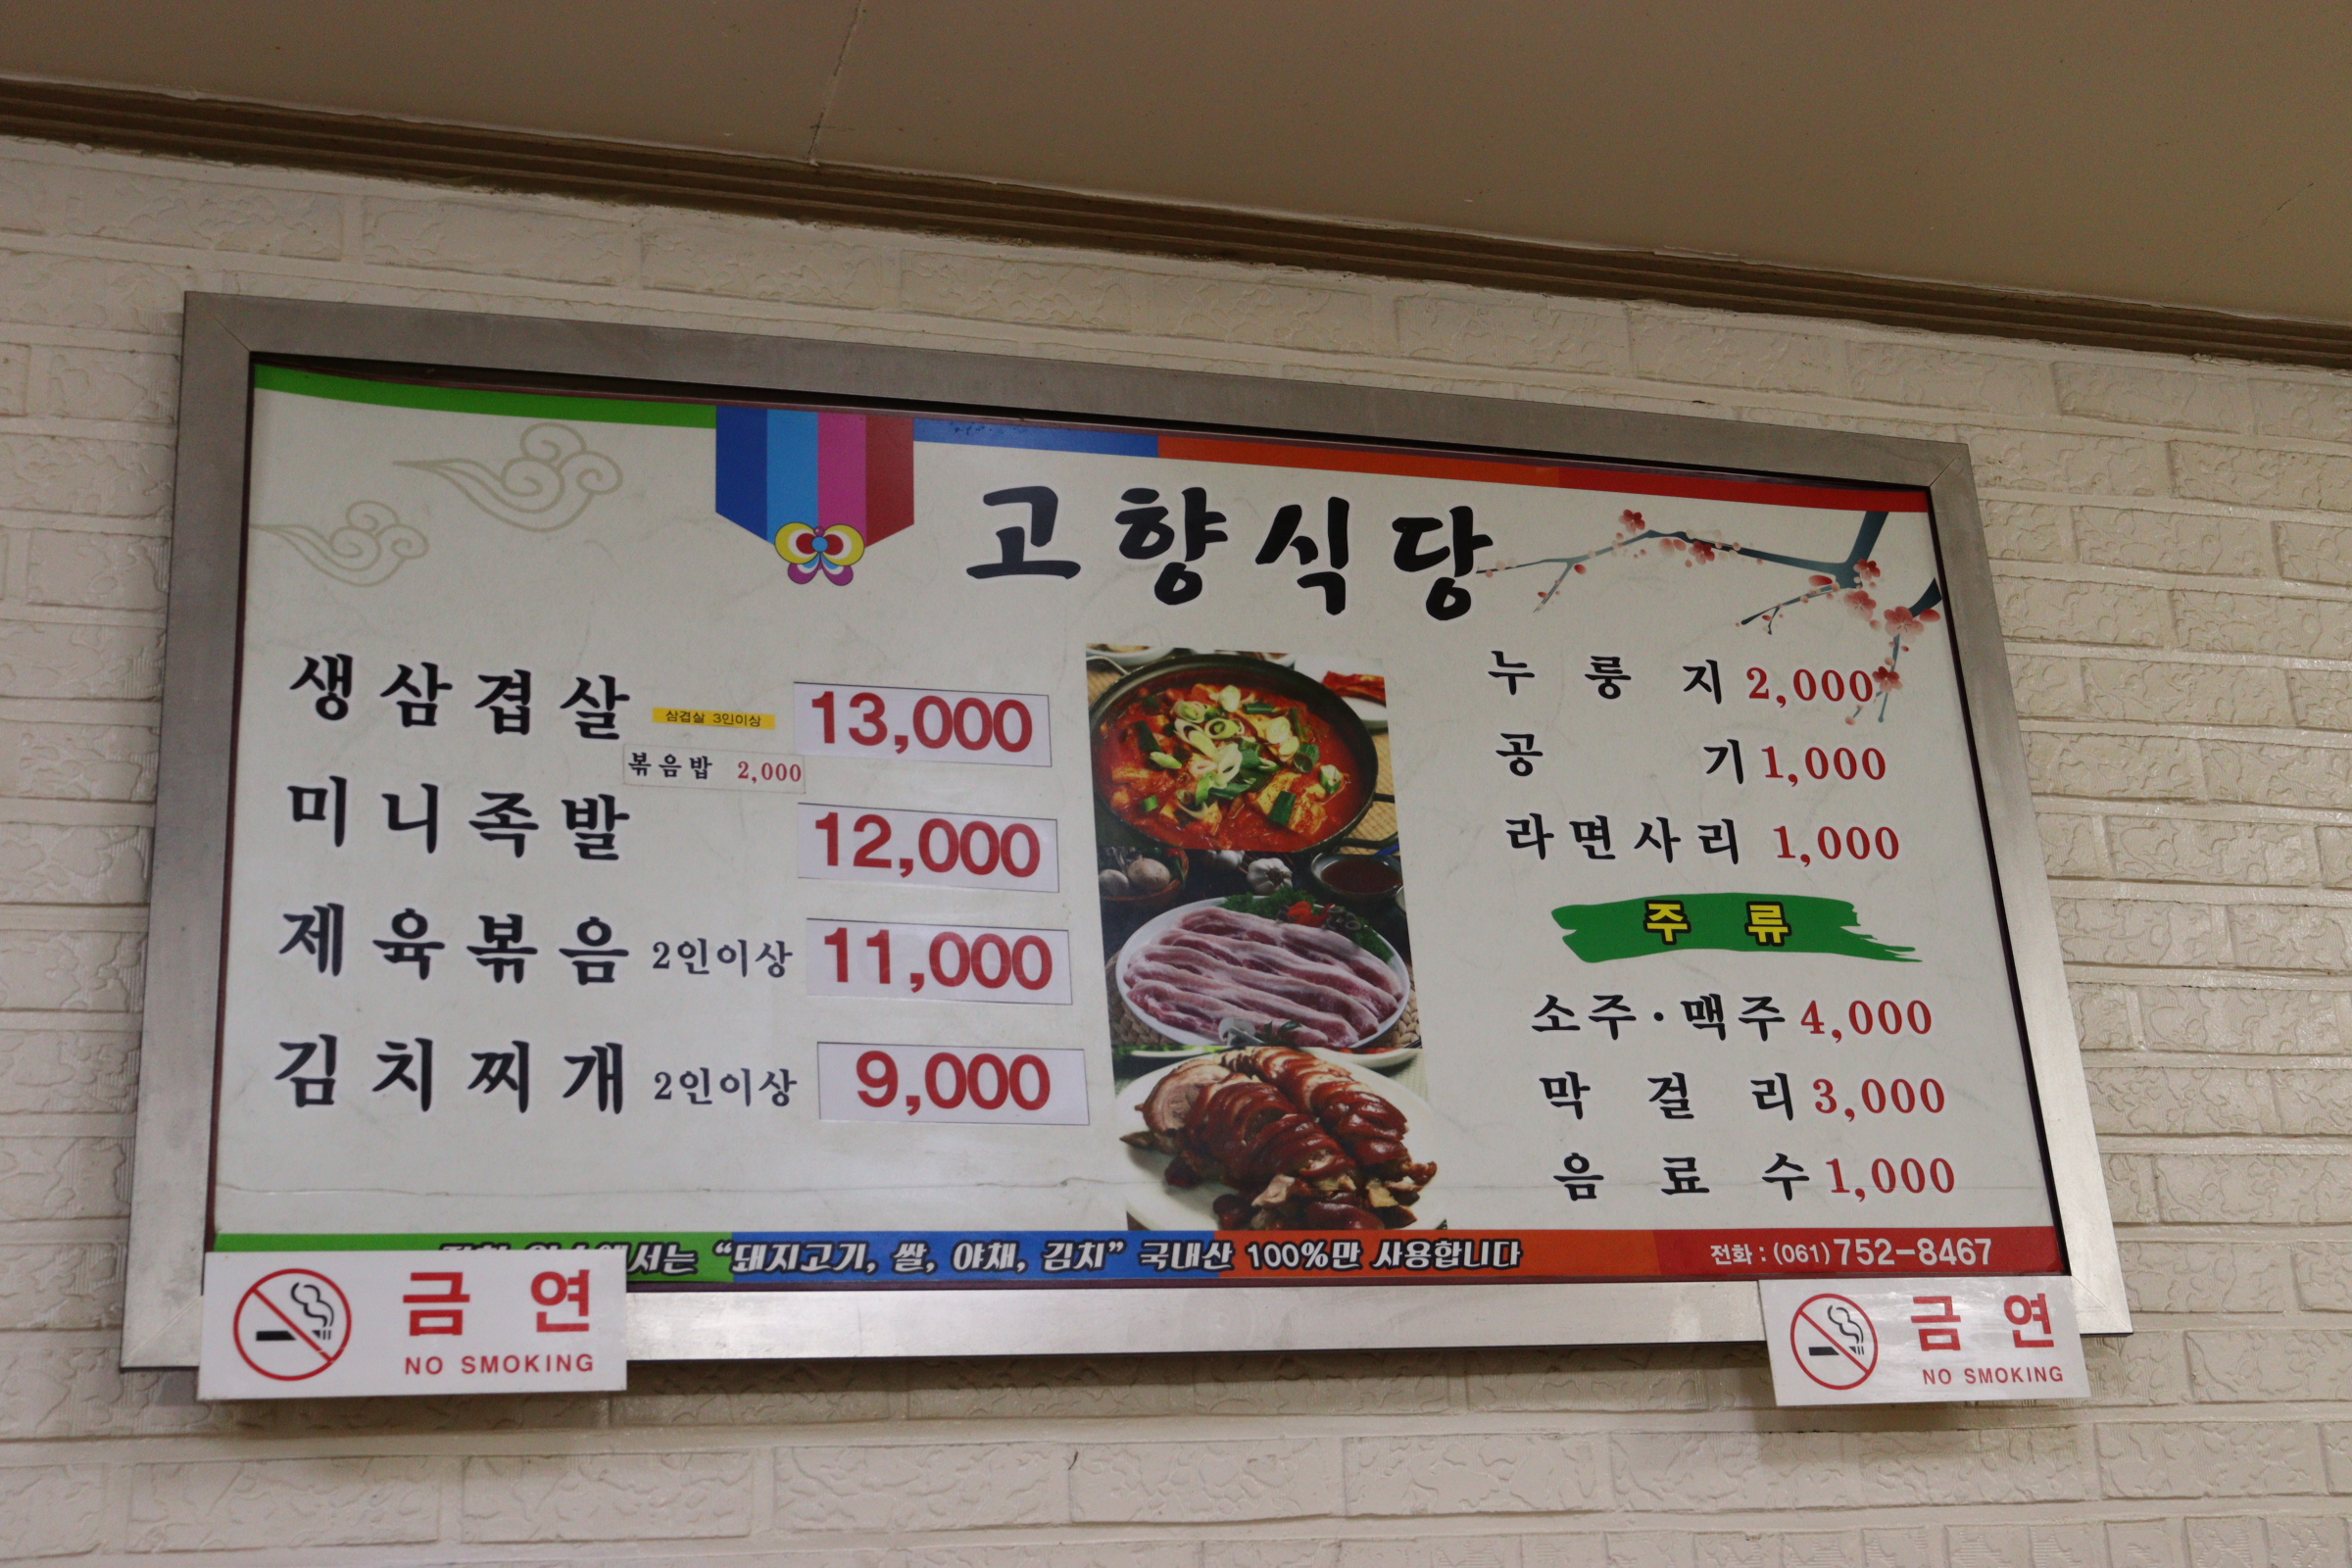 고향식당
생삼겹살 삼겹살 3인이상 13,000
볶음밥 2,000
미니족발 12,000
제육볶음 2인이상 11,000
김치찌개 2인이상 9,000
누룽지 2,000
공기 1,000
라면사리 1,000
주류
소주·맥주 4,000
막걸리 3,000
음료수 1,000
“돼지고기, 쌀, 야채, 김치” 국내산 100%만 사용합니다
전화 : (061) 752-8467
금연
NO SMOKING
금연
NO SMOKING